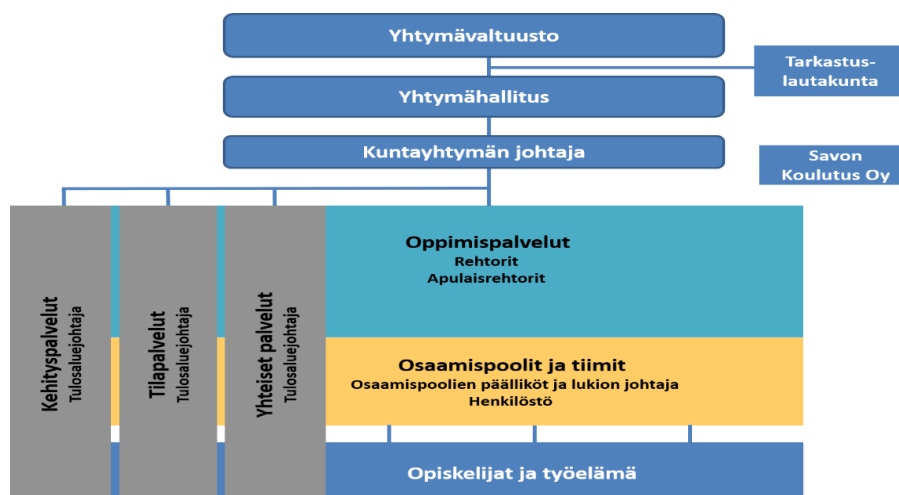 Yhtymävaltuusto
Tarkastus-
lautakunta
Yhtymähallitus
Kuntayhtymän johtaja
Savon
Koulutus Oy
Kehityspalvelut
Tulosaluejohtaja
Tilapalvelut
Tulosaluejohtaja
Yhteiset palvelut
Tulosaluejohtaja
Oppimispalvelut
Rehtorit
Apulaisrehtorit
Osaamispoolit ja tiimit
Osaamispoolien päälliköt ja lukion johtaja
Henkilöstö
Opiskelijat ja työelämä